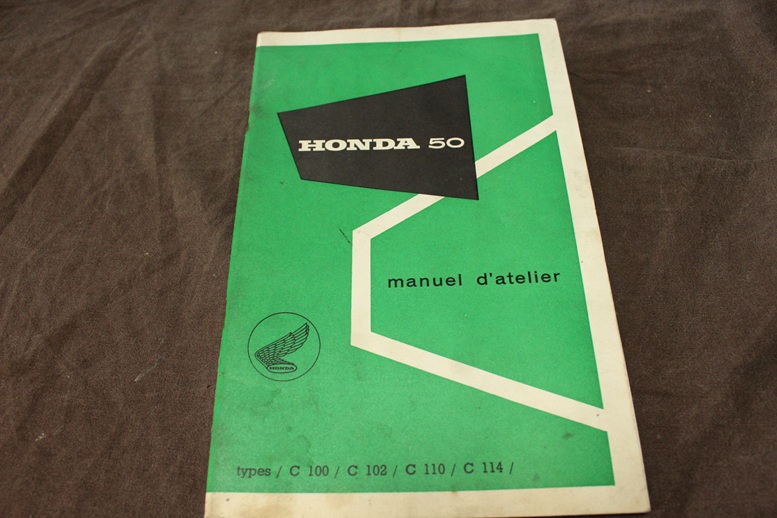 HONDA 50
manuel d'atelier
HONDA
types / C 100 / C 102 / C 110 / C 114 /